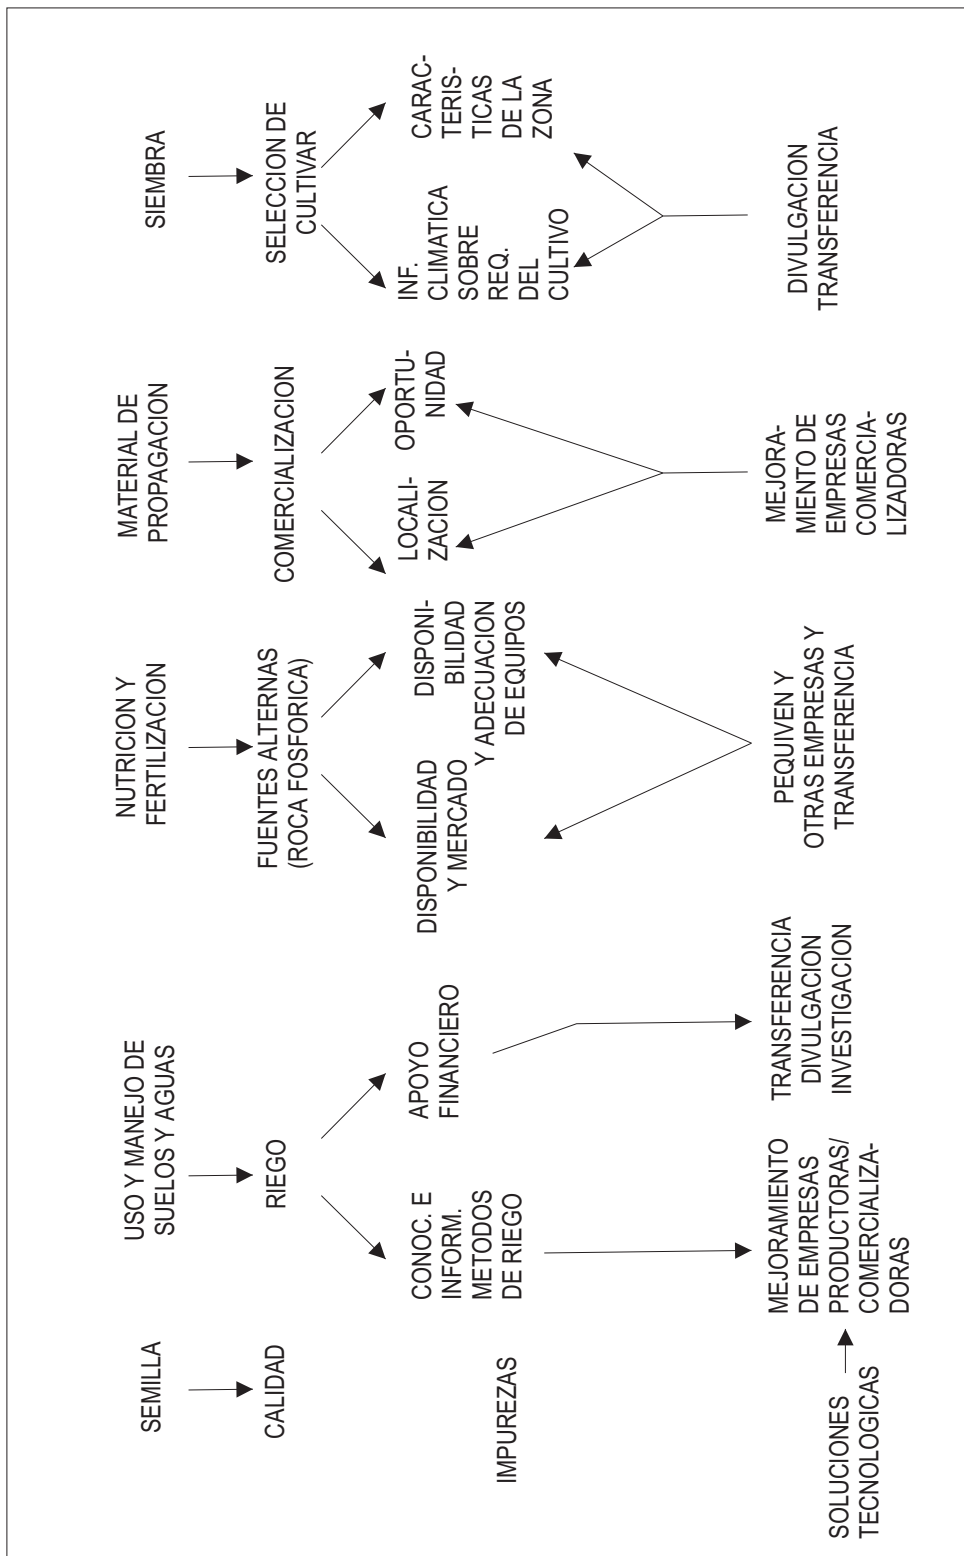 SEMILLA
USO Y MANEJO DE
SUELOS Y AGUAS
NUTRICION Y
FERTILIZACION
MATERIAL DE
PROPAGACION
SIEMBRA
CALIDAD
RIEGO
FUENTES ALTERNAS
(ROCA FOSFORICA)
COMERCIALIZACION
SELECCION DE
CULTIVAR
IMPUREZAS
CONOC. E
INFORM.
METODOS
DE RIEGO
APOYO
FINANCIERO
DISPONIBILIDAD
Y MERCADO
DISPONI-
BILIDAD
Y ADECUACION
DE EQUIPOS
LOCALI-
ZACION
OPORTU-
NIDAD
INF.
CLIMATICA
SOBRE
REQ.
DEL
CULTIVO
CARAC-
TERIS-
TICAS
DE LA
ZONA
SOLUCIONES
TECNOLOGICAS
MEJORAMIENTO
DE EMPRESAS
PRODUCTORAS/
COMERCIALIZA-
DORAS
TRANSFERENCIA
DIVULGACION
INVESTIGACION
PEQUIVEN Y
OTRAS EMPRESAS Y
TRANSFERENCIA
MEJORA-
MIENTO DE
EMPRESAS
COMERCIA-
LIZADORAS
DIVULGACION
TRANSFERENCIA